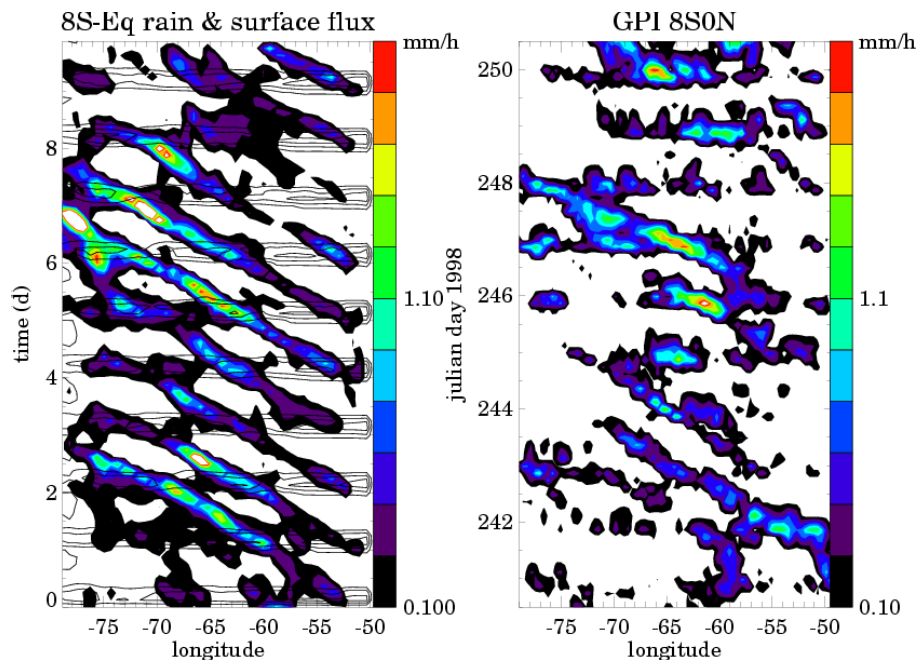 8S-Eq rain & surface flux
mm/h
8
6
4
2
0
time (d)
1.10
0.100
-75 -70 -65 -60 -55 -50
longitude
GPI 8S0N
mm/h
250
248
246
244
242
julian day 1998
1.1
0.10
-75 -70 -65 -60 -55 -50
longitude